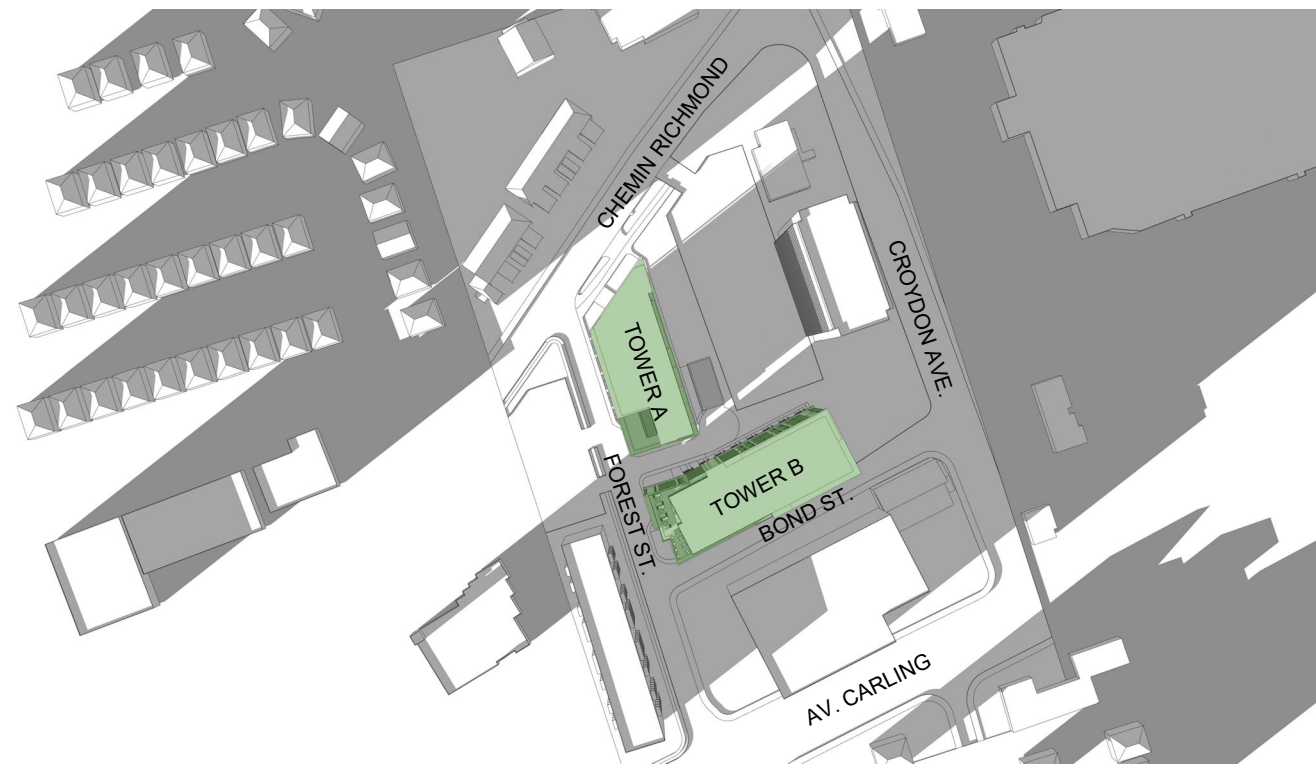 CHEMIN RICHMOND
CROYDON AVE.
TOWER A
TOWER B
FOREST ST.
BOND ST.
AV. CARLING